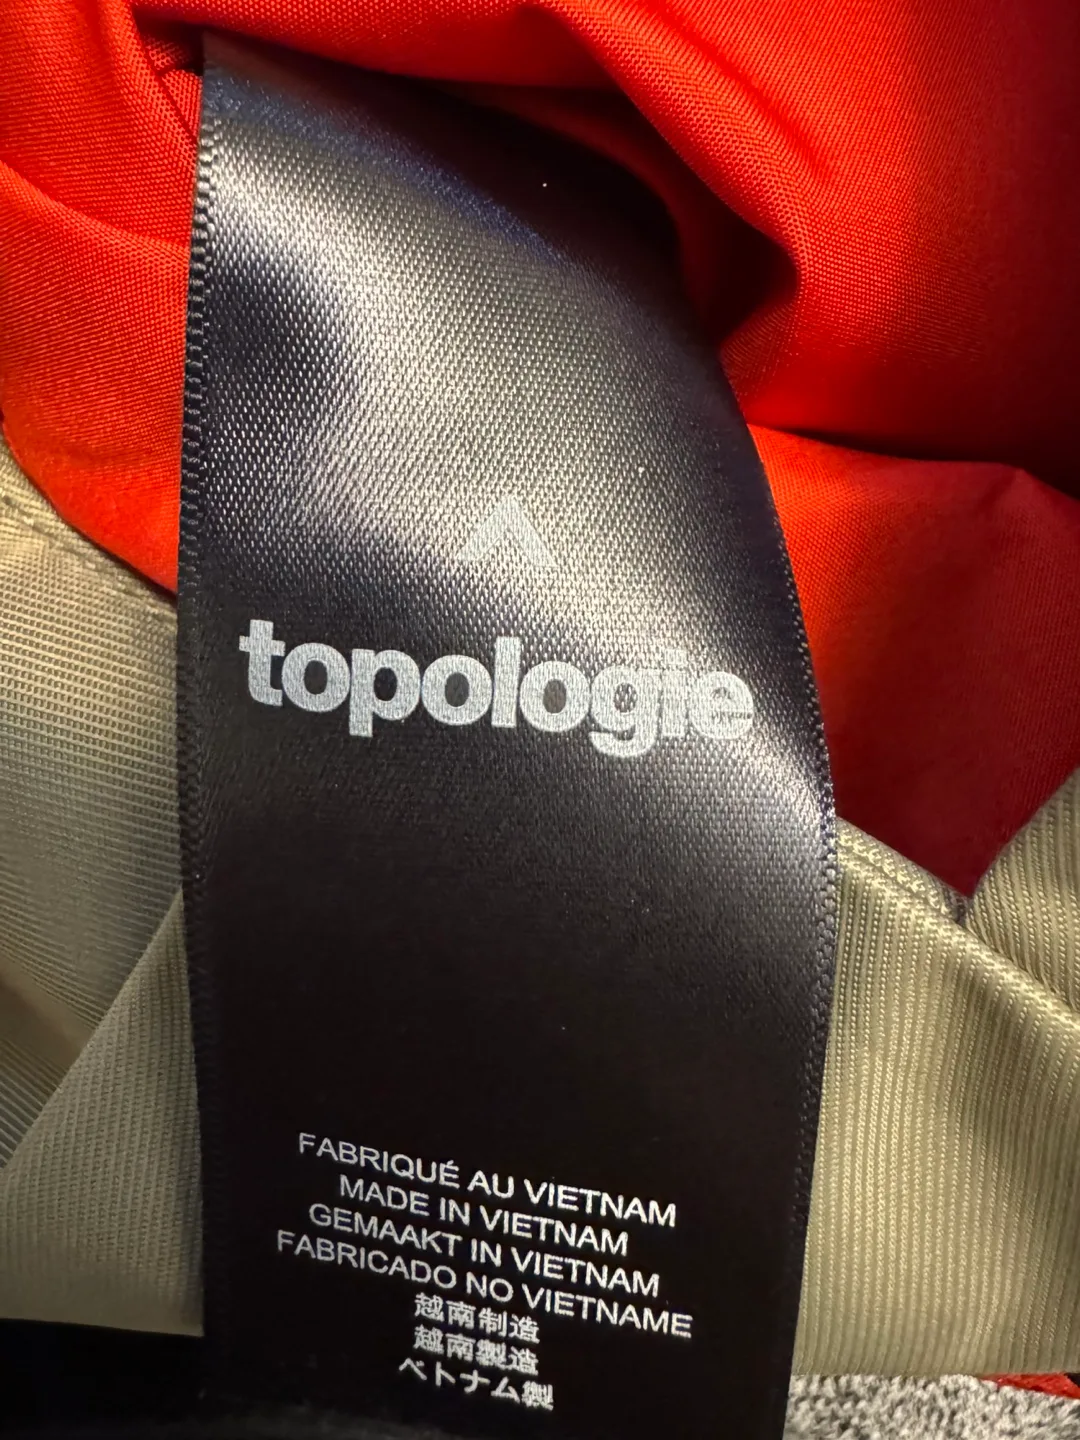 topologie
FABRIQUÉ AU VIETNAM
MADE IN VIETNAM
GEMAAKT IN VIETNAM
FABRICADO NO VIETNAME
越南制造
越南製造
ベトナム製